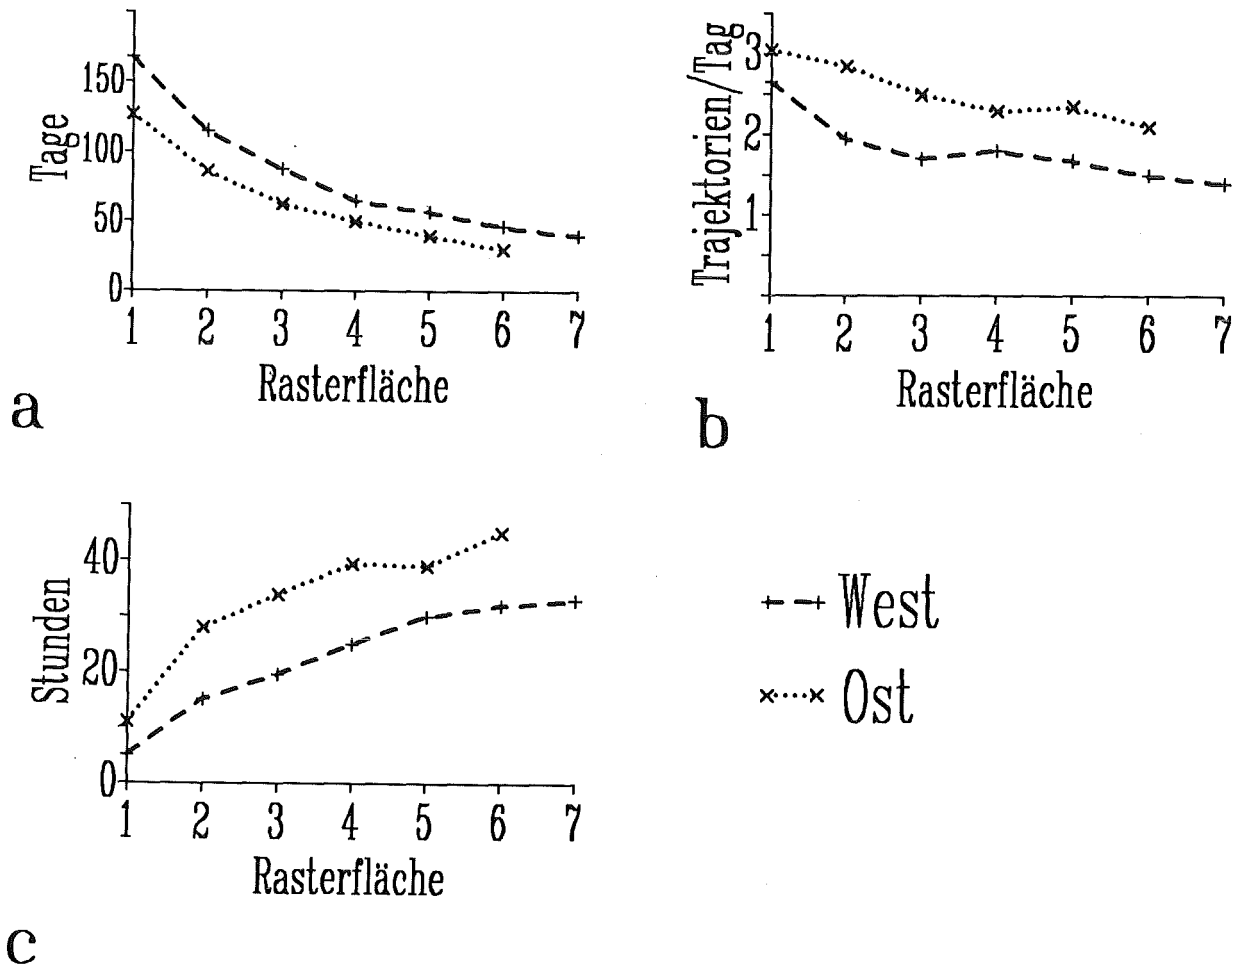 Tage
150
100
50
0
1 2 3 4 5 6 7
Rasterfläche
a
Trajektorien/Tag
3
2
1
1 2 3 4 5 6 7
Rasterfläche
b
Stunden
40
20
0
1 2 3 4 5 6 7
Rasterfläche
c
West
Ost